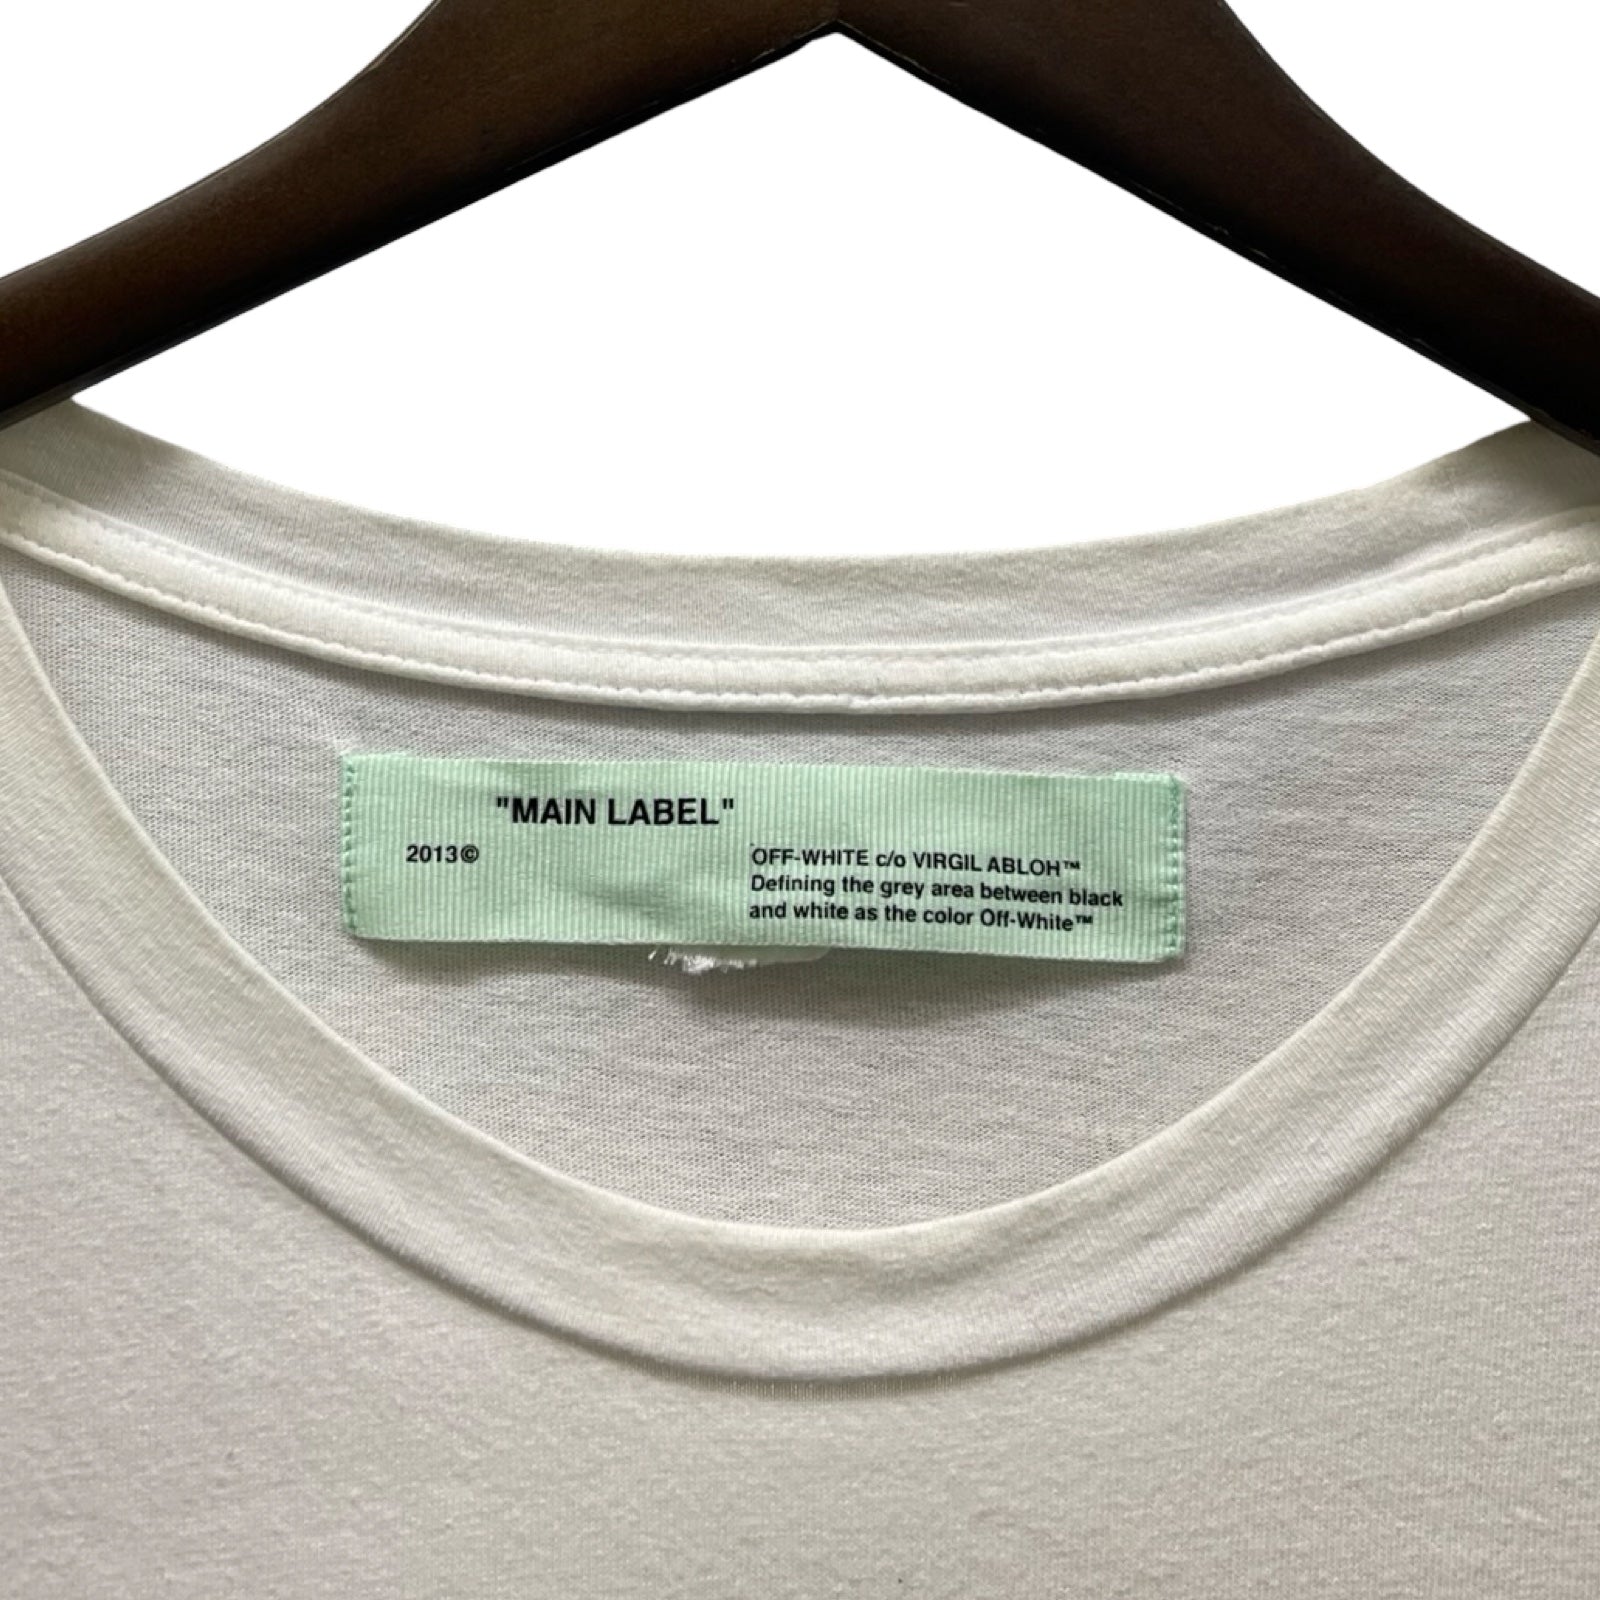 "MAIN LABEL"
2013©
OFF-WHITE c/o VIRGIL ABLOH™
Defining the grey area between black
and white as the color Off-White™